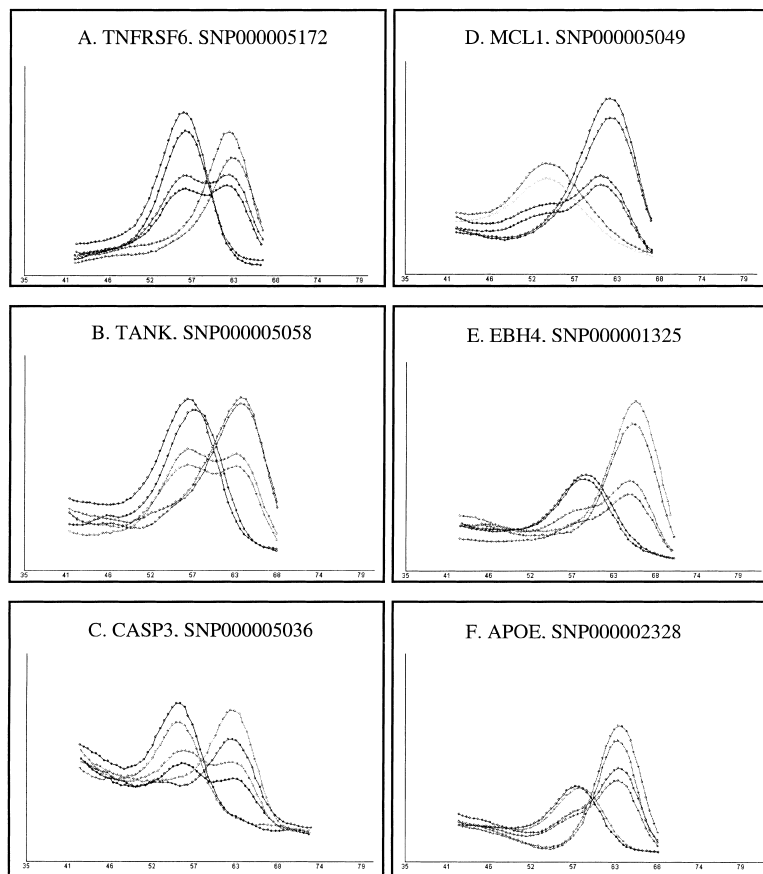 A. TNFRSF6. SNP000005172
35 41 46 52 57 63 68 74 79
D. MCL1. SNP000005049
35 41 46 52 57 63 68 74 79
B. TANK. SNP000005058
35 41 46 52 57 63 68 74 79
E. EBH4. SNP000001325
35 41 46 52 57 63 68 74 79
C. CASP3. SNP000005036
35 41 46 52 57 63 68 74 79
F. APOE. SNP000002328
35 41 46 52 57 63 68 74 79